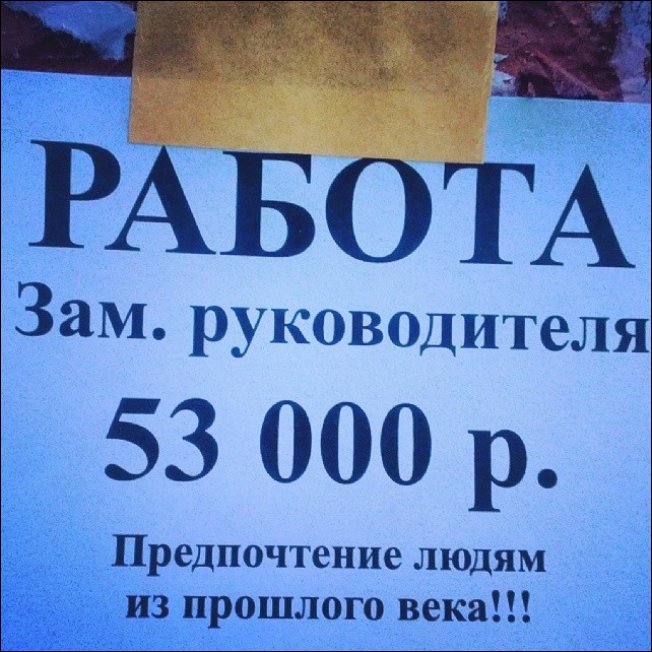 РАБОТА
Зам. руководителя
53 000 р.
Предпочтение людям
из прошлого века!!!